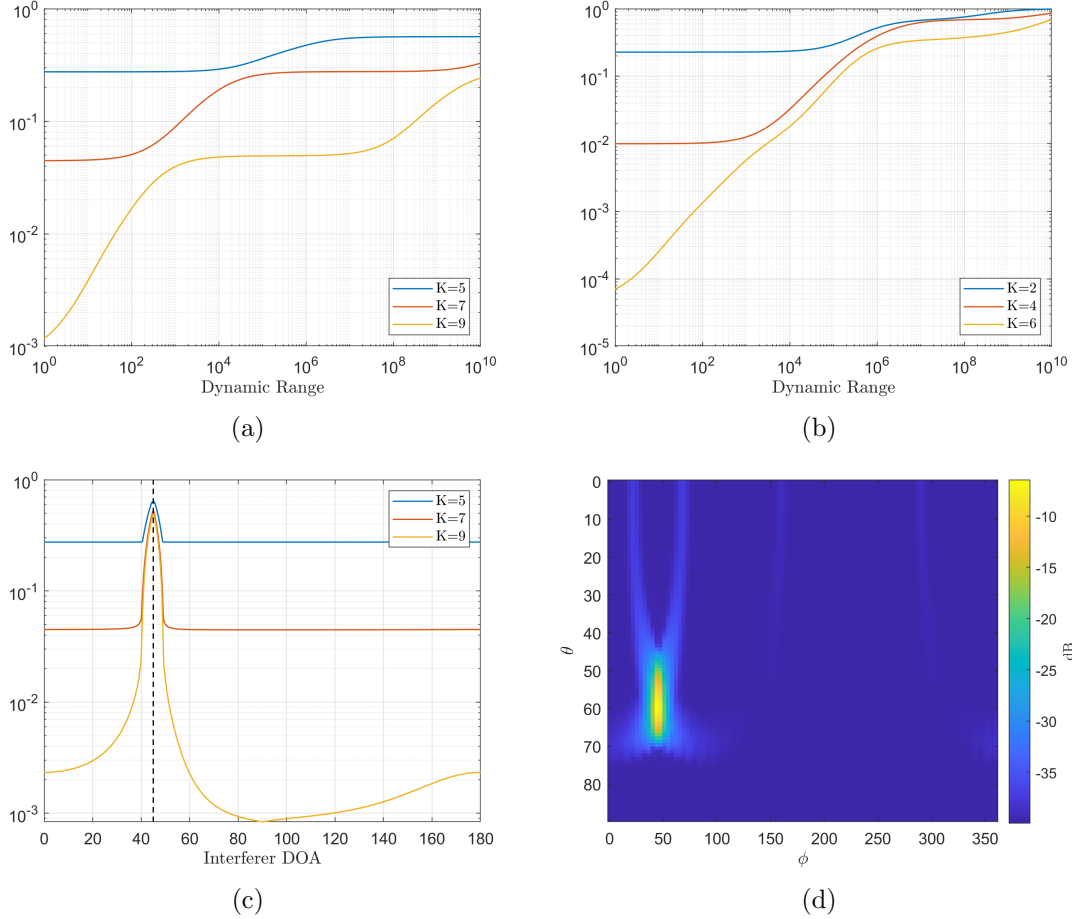 10^0
10^-1
10^-2
10^-3
10^0 10^2 10^4 10^6 10^8 10^10
Dynamic Range
K=5
K=7
K=9
(a)
10^0
10^-1
10^-2
10^-3
10^-4
10^-5
10^0 10^2 10^4 10^6 10^8 10^10
Dynamic Range
K=2
K=4
K=6
(b)
10^0
10^-1
10^-2
10^-3
0 20 40 60 80 100 120 140 160 180
Interferer DOA
K=5
K=7
K=9
(c)
0
10
20
30
40
50
60
70
80
θ
0 50 100 150 200 250 300 350
ϕ
-10
-15
-20
-25
-30
-35
dB
(d)